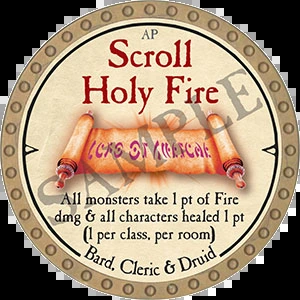 AP
Scroll
Holy Fire
SAMPLE
All monsters take 1 pt of Fire
dmg & all characters healed 1 pt
(1 per class, per room)
Bard, Cleric & Druid